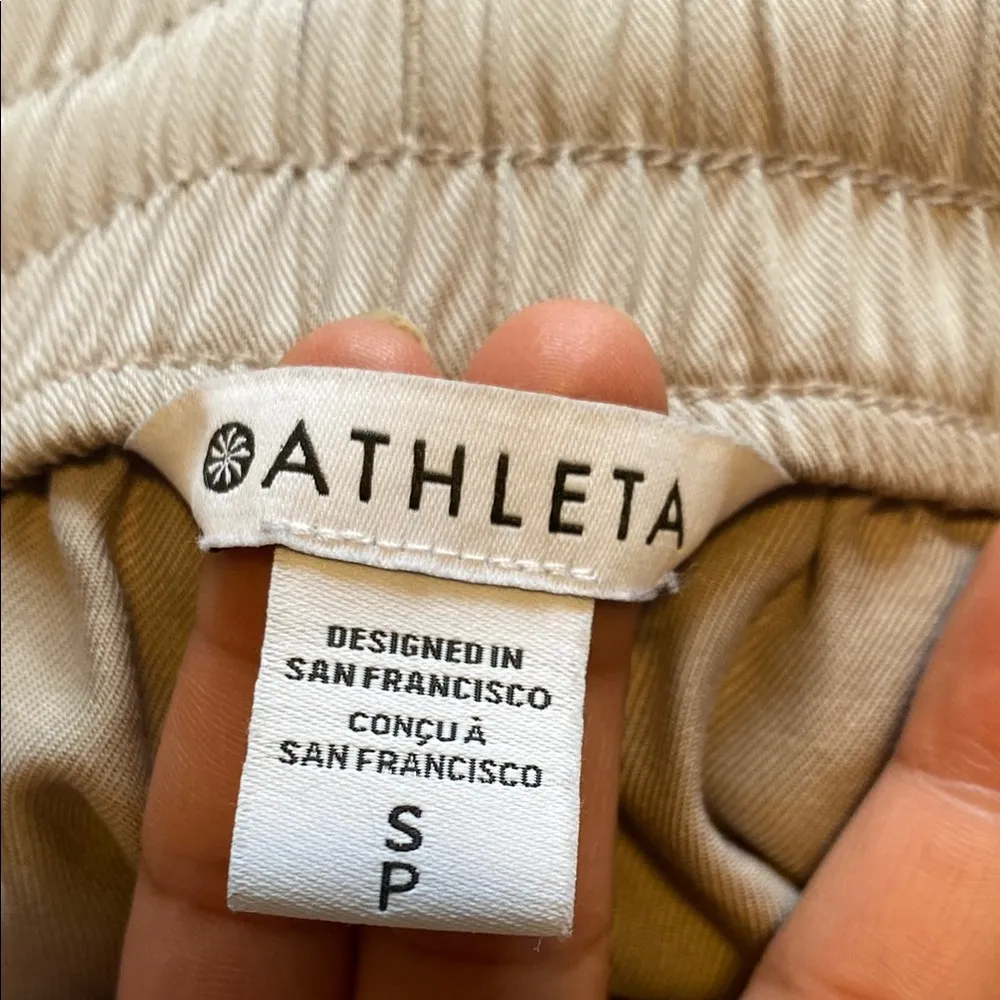 ATHLETA
DESIGNED IN
SAN FRANCISCO
CONÇU À
SAN FRANCISCO
S
P